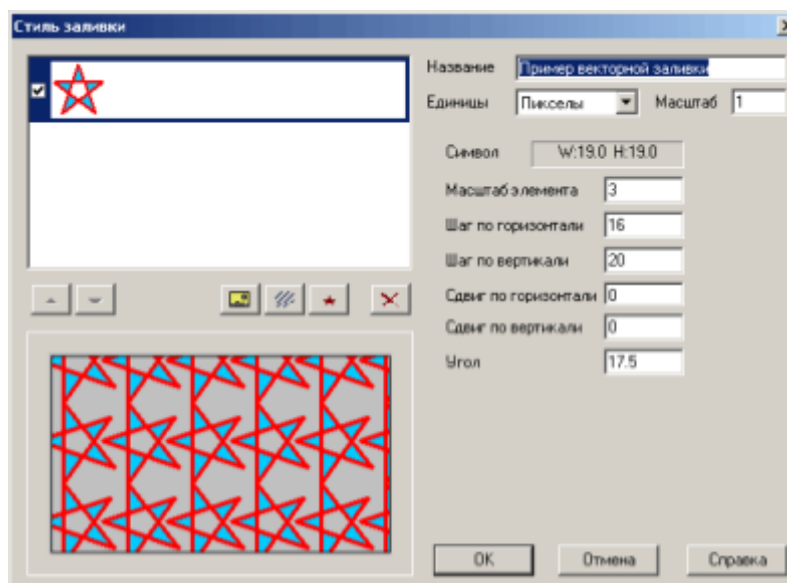 Стиль заливки
Название Пример векторной заливки
Единицы Пикселы Масштаб 1
Символ W:19.0 H:19.0
Масштаб элемента 3
Шаг по горизонтали 16
Шаг по вертикали 20
Сдвиг по горизонтали 0
Сдвиг по вертикали 0
Угол 17.5
ОК Отмена Справка